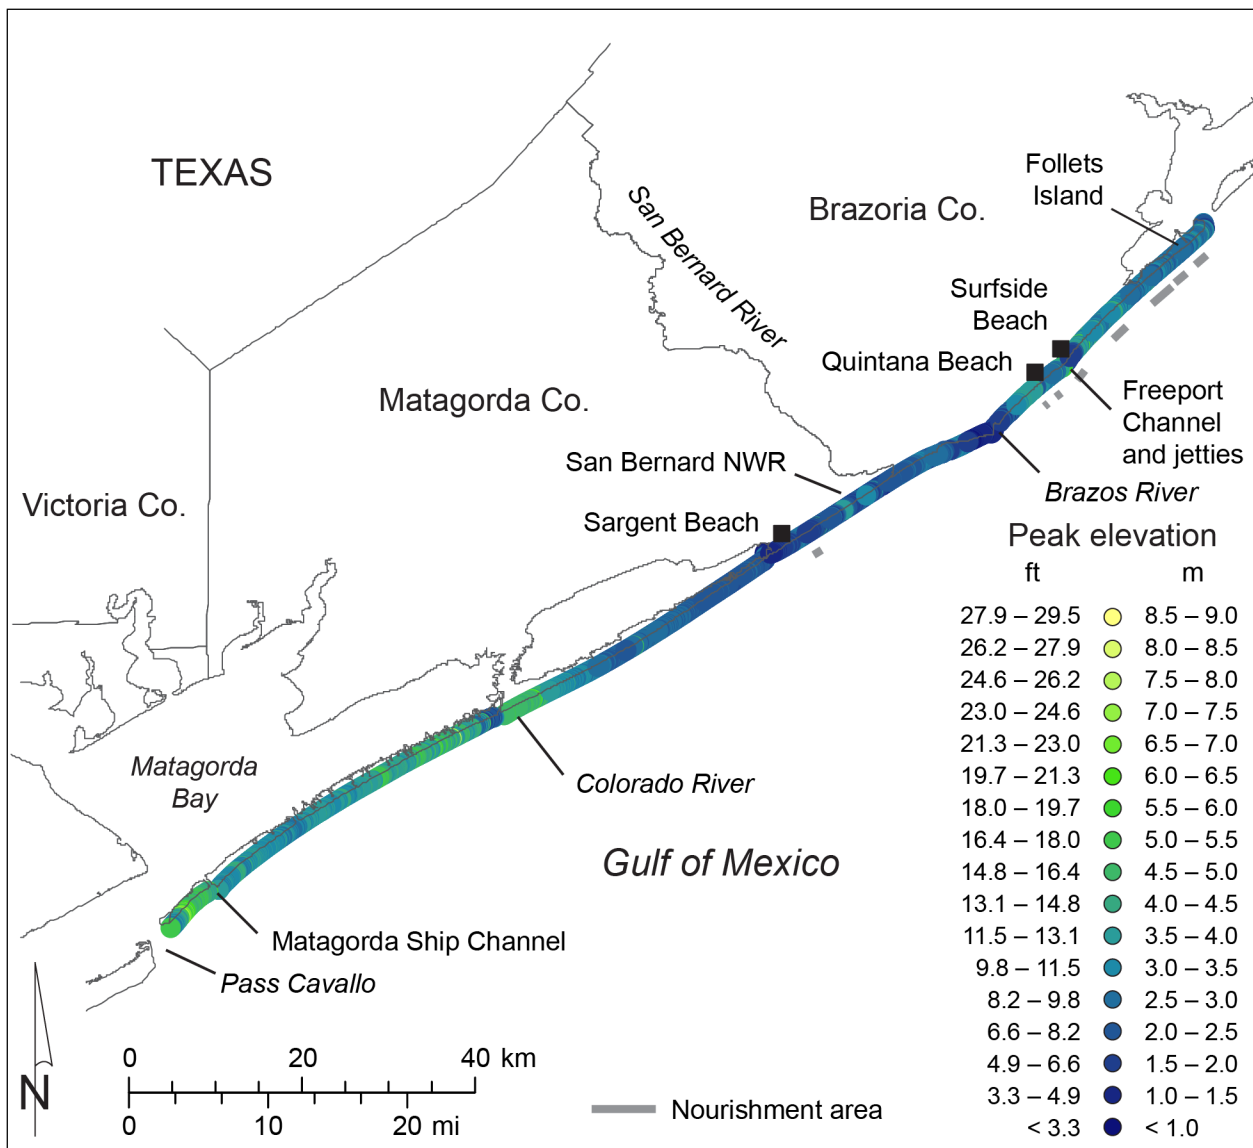 TEXAS
Follets
Island
Brazoria Co.
San Bernard River
Surfside
Beach
Quintana Beach
Freeport
Channel
and jetties
Matagorda Co.
San Bernard NWR
Brazos River
Victoria Co.
Sargent Beach
Matagorda
Bay
Colorado River
Gulf of Mexico
Matagorda Ship Channel
Pass Cavallo
Peak elevation
ft m
27.9 – 29.5 8.5 – 9.0
26.2 – 27.9 8.0 – 8.5
24.6 – 26.2 7.5 – 8.0
23.0 – 24.6 7.0 – 7.5
21.3 – 23.0 6.5 – 7.0
19.7 – 21.3 6.0 – 6.5
18.0 – 19.7 5.5 – 6.0
16.4 – 18.0 5.0 – 5.5
14.8 – 16.4 4.5 – 5.0
13.1 – 14.8 4.0 – 4.5
11.5 – 13.1 3.5 – 4.0
9.8 – 11.5 3.0 – 3.5
8.2 – 9.8 2.5 – 3.0
6.6 – 8.2 2.0 – 2.5
4.9 – 6.6 1.5 – 2.0
3.3 – 4.9 1.0 – 1.5
< 3.3 < 1.0
N
0 20 40 km
0 10 20 mi
Nourishment area